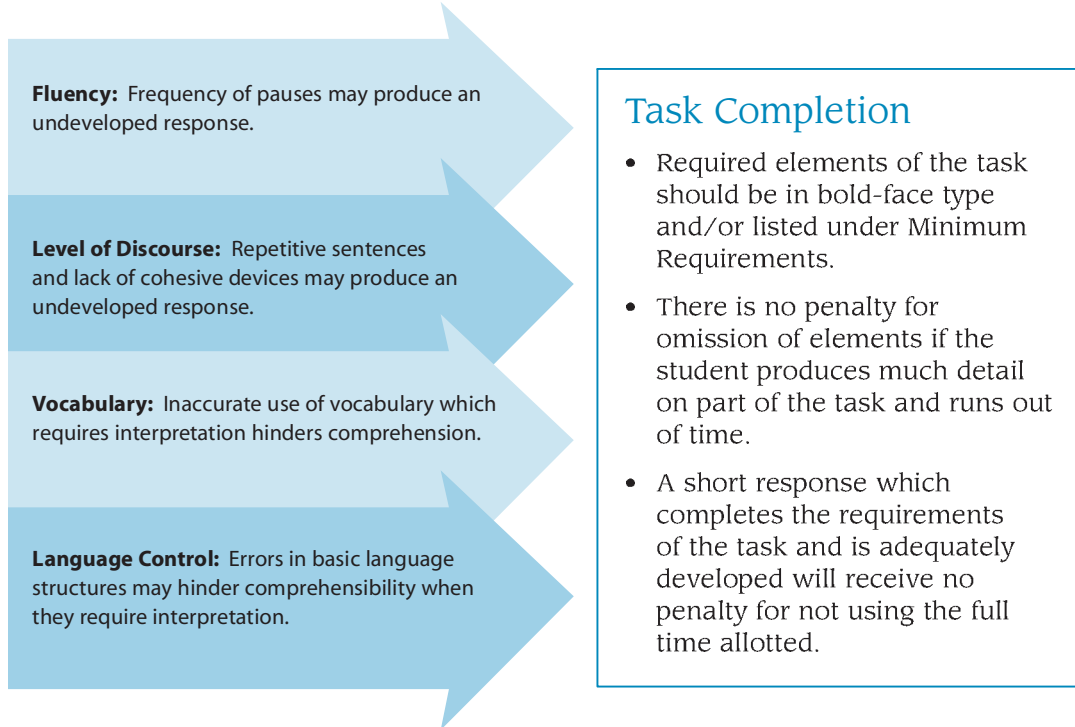 Fluency: Frequency of pauses may produce an
undeveloped response.
Level of Discourse: Repetitive sentences
and lack of cohesive devices may produce an
undeveloped response.
Vocabulary: Inaccurate use of vocabulary which
requires interpretation hinders comprehension.
Language Control: Errors in basic language
structures may hinder comprehensibility when
they require interpretation.
Task Completion
• Required elements of the task
should be in bold-face type
and/or listed under Minimum
Requirements.
• There is no penalty for
omission of elements if the
student produces much detail
on part of the task and runs out
of time.
• A short response which
completes the requirements
of the task and is adequately
developed will receive no
penalty for not using the full
time allotted.